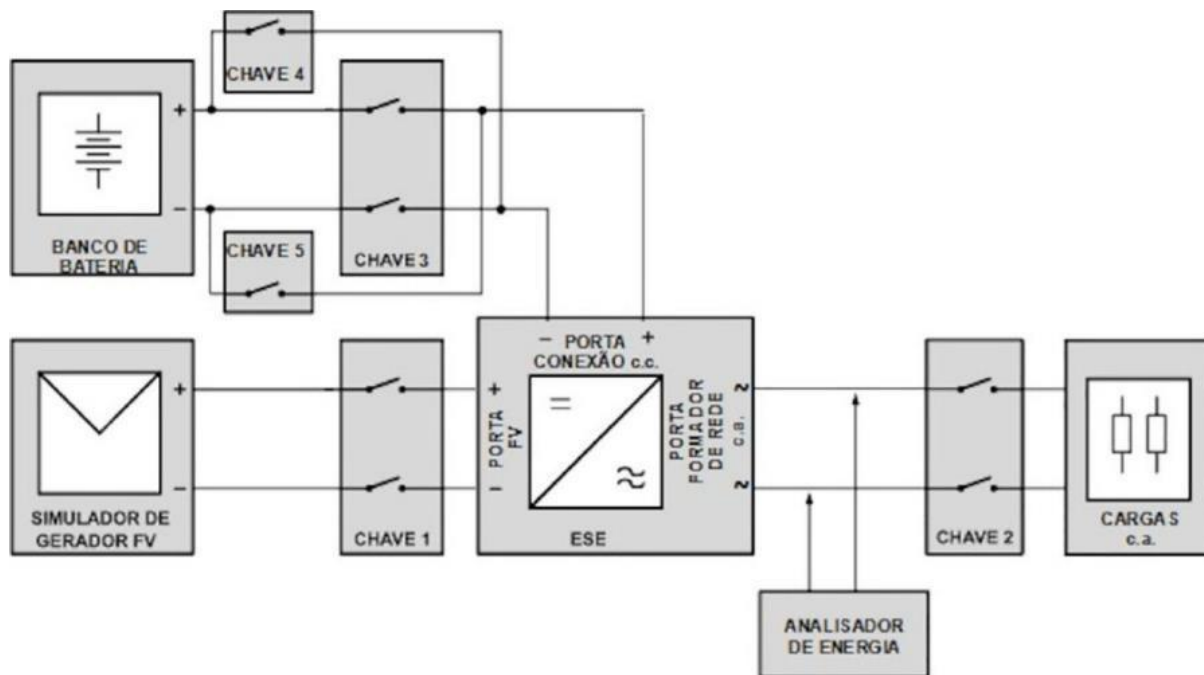 CHAVE 4
+
−
BANCO DE
BATERIA
CHAVE 5
CHAVE 3
− PORTA +
CONEXÃO c.c.
+
−
SIMULADOR DE
GERADOR FV
CHAVE 1
+
PORTA
FV
−
ESE
PORTA
FORMADOR
DE REDE
c.a.
~
~
CHAVE 2
CARGAS
c.a.
ANALISADOR
DE ENERGIA